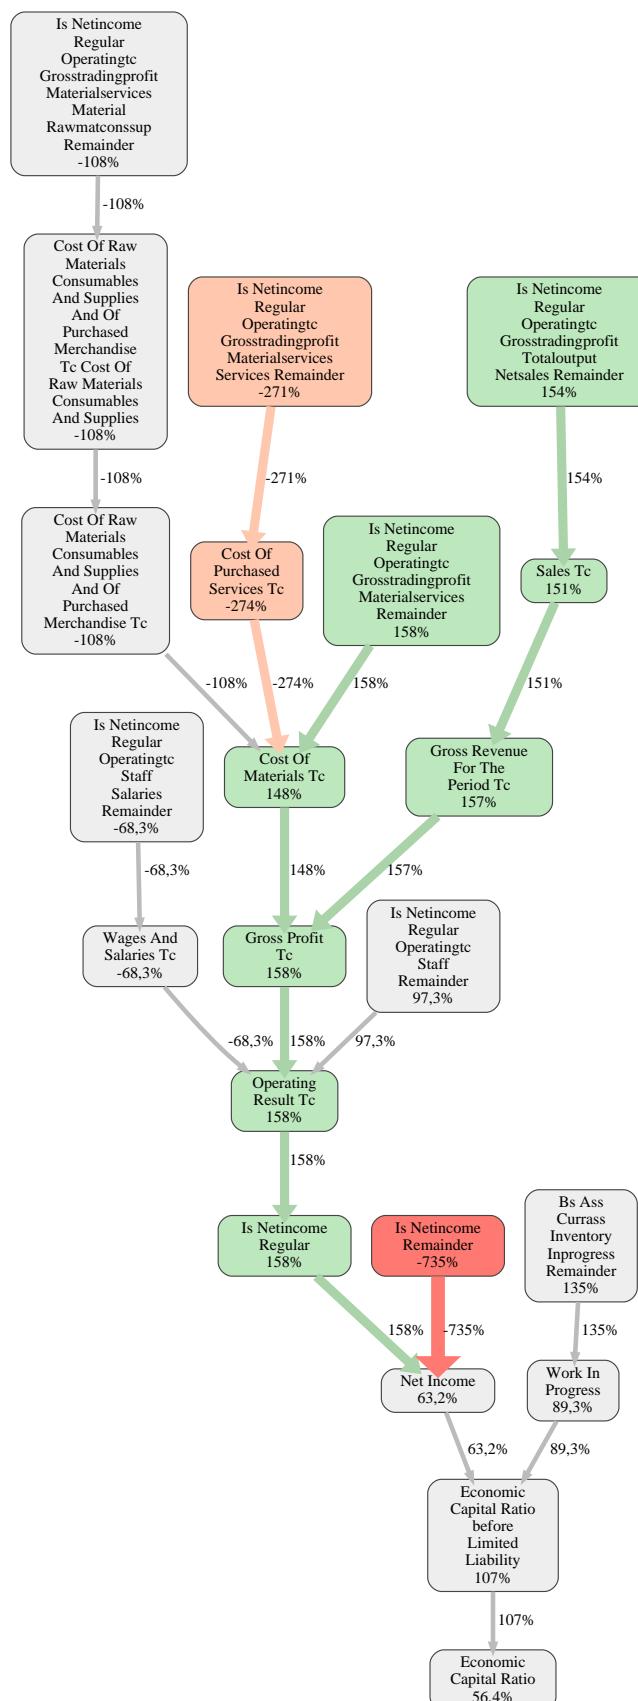 Is Netincome
Regular
Operatingtc
Grosstradingprofit
Materialservices
Material
Rawmatconssup
Remainder
-108%
-108%
Cost Of Raw
Materials
Consumables
And Supplies
And Of
Purchased
Merchandise
Tc Cost Of
Raw Materials
Consumables
And Supplies
-108%
Is Netincome
Regular
Operatingtc
Grosstradingprofit
Materialservices
Services Remainder
-271%
Is Netincome
Regular
Operatingtc
Grosstradingprofit
Totaloutput
Netsales Remainder
154%
-108%
-271%
154%
Cost Of Raw
Materials
Consumables
And Supplies
And Of
Purchased
Merchandise Tc
-108%
Cost Of
Purchased
Services Tc
-274%
Is Netincome
Regular
Operatingtc
Grosstradingprofit
Materialservices
Remainder
158%
Sales Tc
151%
-108%
-274%
158%
151%
Is Netincome
Regular
Operatingtc
Staff
Salaries
Remainder
-68,3%
Cost Of
Materials Tc
148%
Gross Revenue
For The
Period Tc
157%
-68,3%
148%
157%
Wages And
Salaries Tc
-68,3%
Gross Profit
Tc
158%
Is Netincome
Regular
Operatingtc
Staff
Remainder
97,3%
-68,3%
158%
97,3%
Operating
Result Tc
158%
158%
Is Netincome
Regular
158%
Is Netincome
Remainder
-735%
Bs Ass
Currass
Inventory
Inprogress
Remainder
135%
158%
-735%
135%
Net Income
63,2%
Work In
Progress
89,3%
63,2%
89,3%
Economic
Capital Ratio
before
Limited
Liability
107%
107%
Economic
Capital Ratio
56,4%